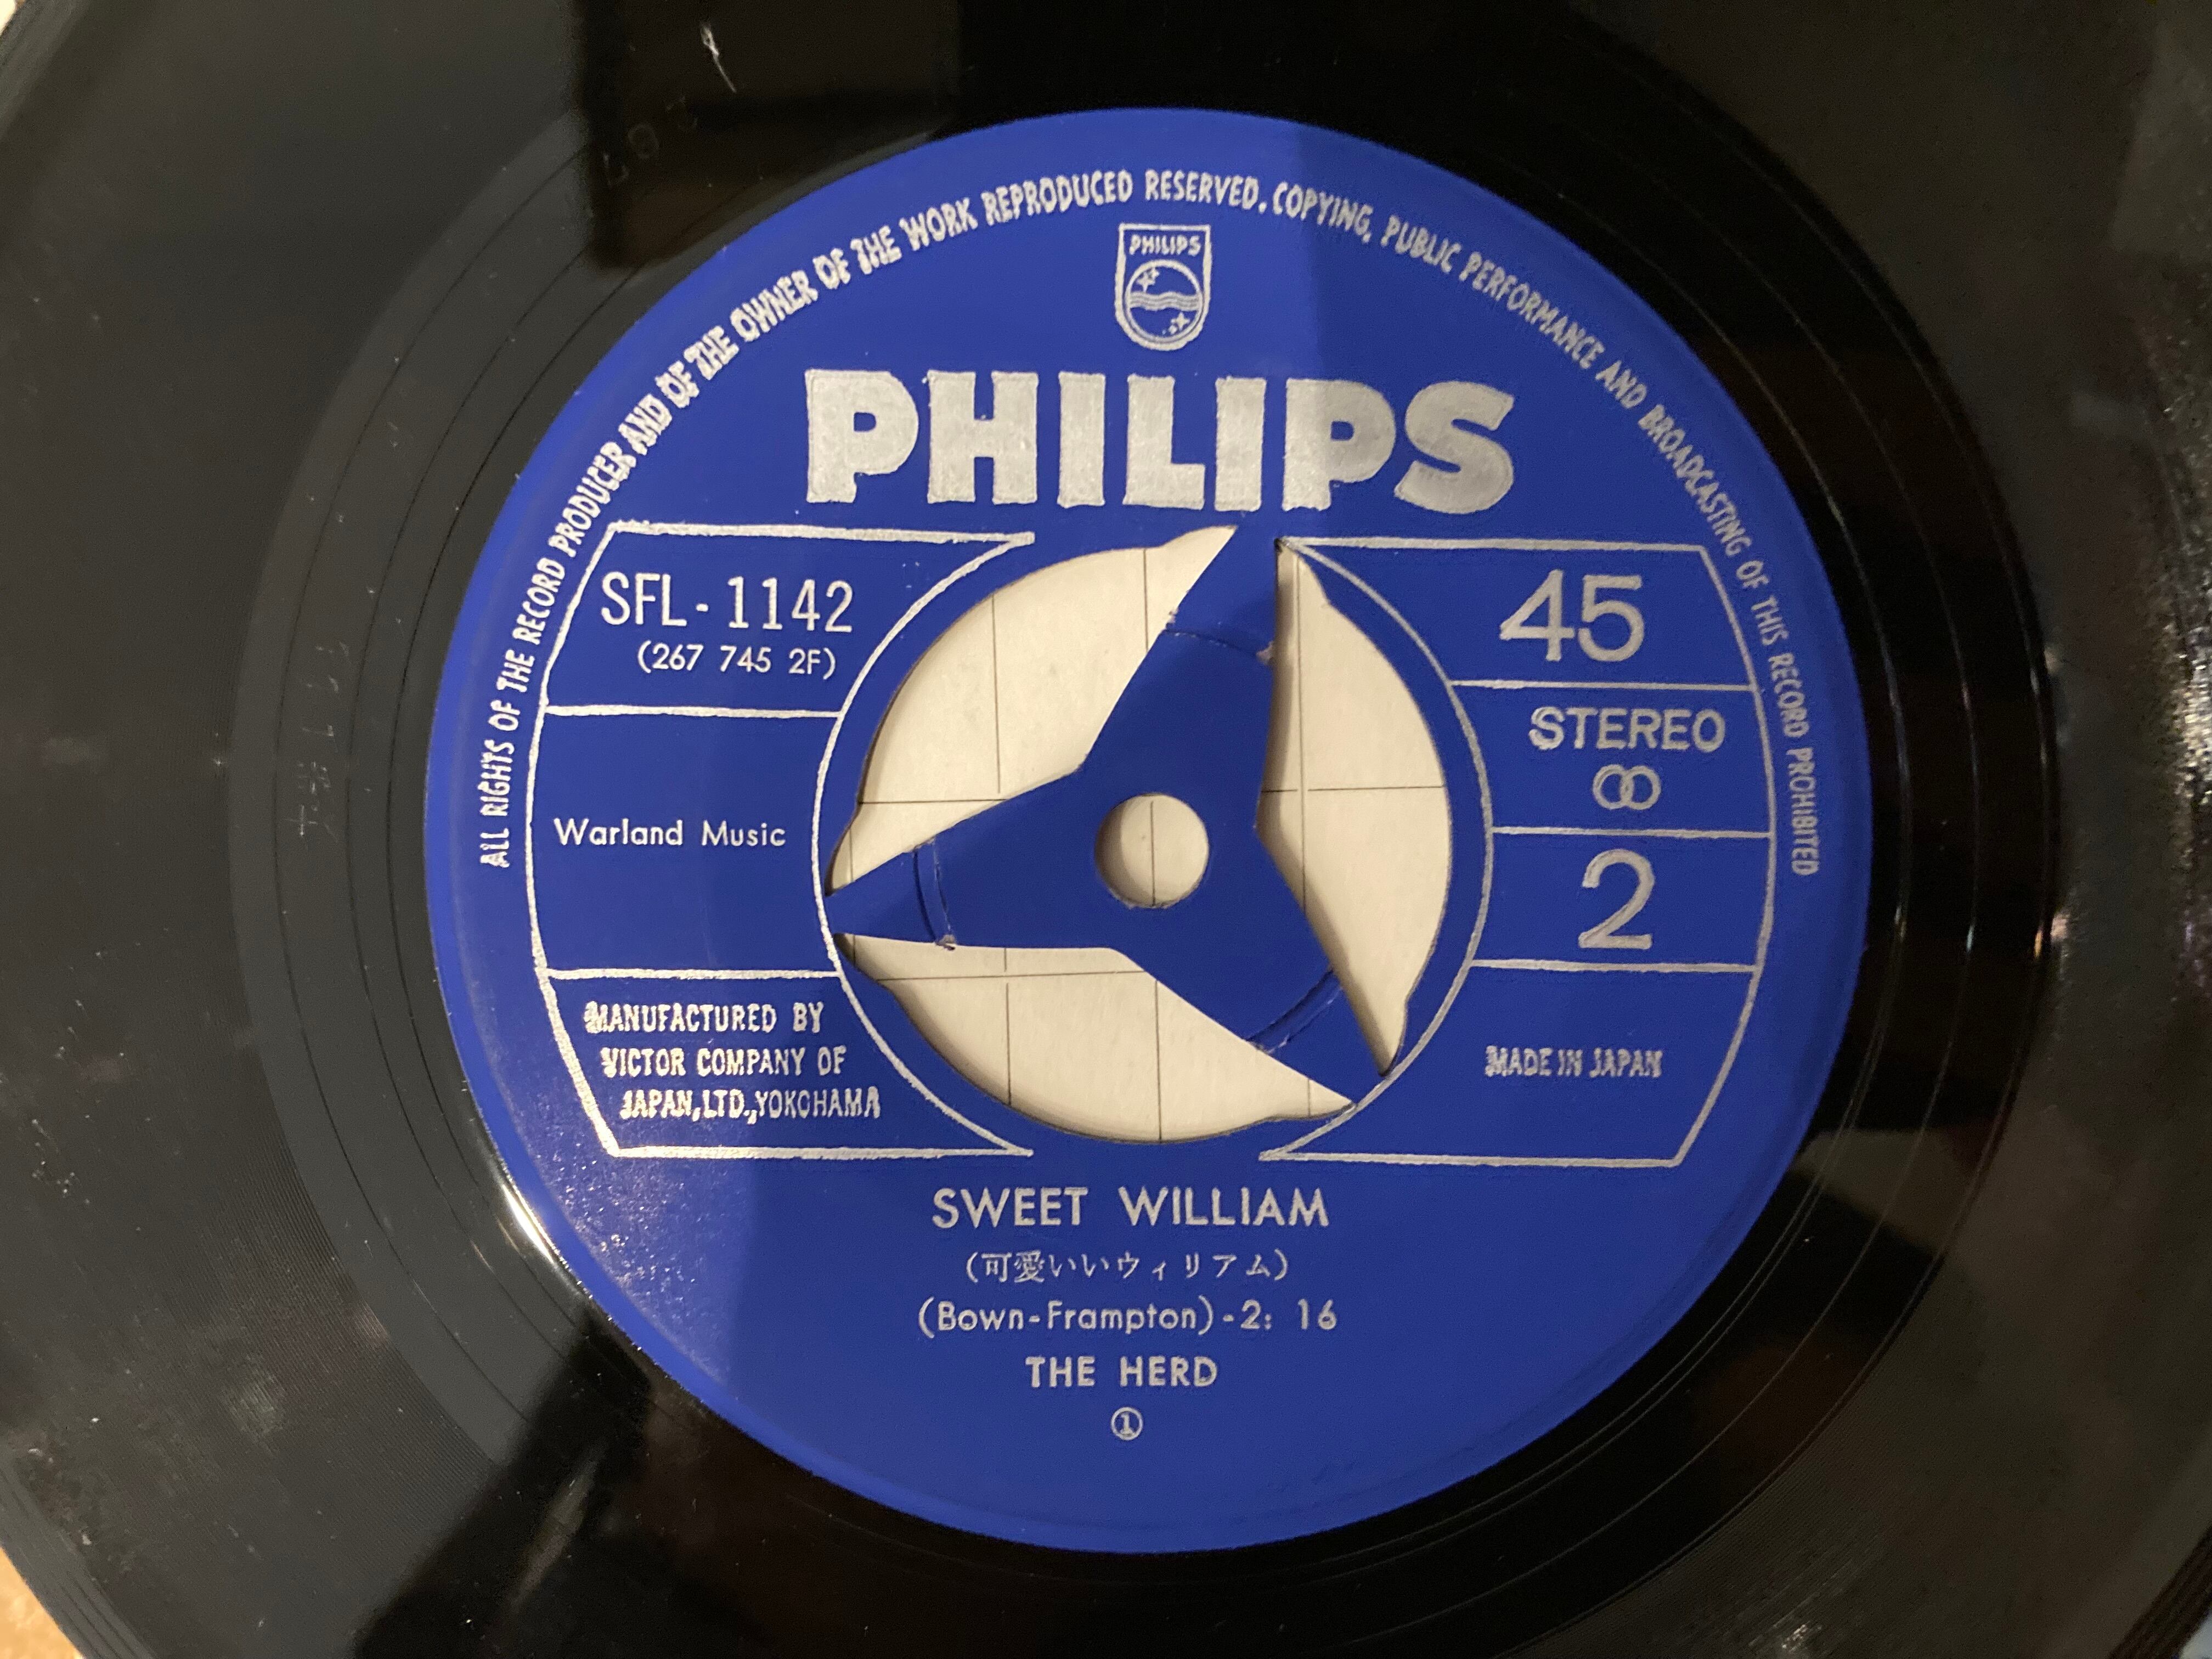 ALL RIGHTS OF THE RECORD PRODUCER AND OF THE OWNER OF THE WORK REPRODUCED RESERVED. COPYING, PUBLIC PERFORMANCE AND BROADCASTING OF THIS RECORD PROHIBITED
PHILIPS
PHILIPS
SFL-1142
(267 745 2F)
Warland Music
MANUFACTURED BY
VICTOR COMPANY OF
JAPAN, LTD., YOKOHAMA
45
STEREO
2
MADE IN JAPAN
SWEET WILLIAM
(可愛いいウィリアム)
(Bown-Frampton)-2: 16
THE HERD
①